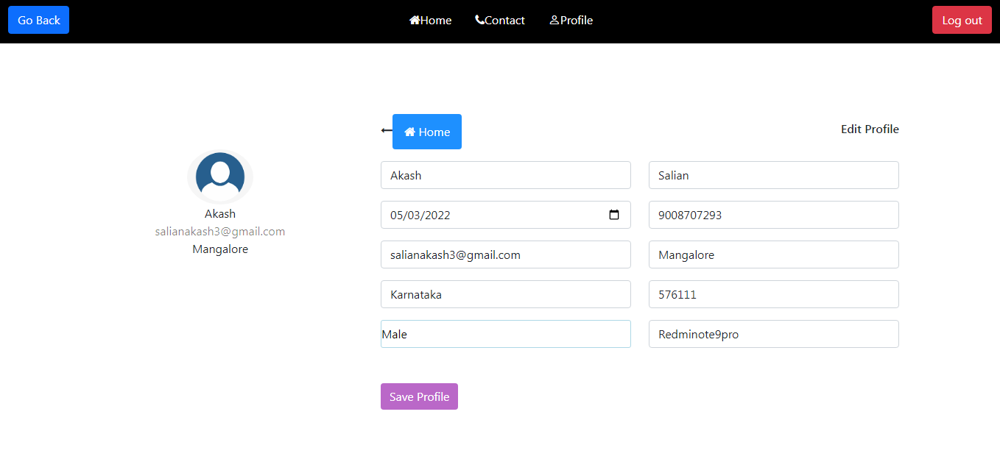 Go Back Home Contact Profile Log out
Home Edit Profile
Akash Salian
05/03/2022 9008707293
Akash
salianakash3@gmail.com
Mangalore
salianakash3@gmail.com Mangalore
Karnataka 576111
Male Redminote9pro
Save Profile